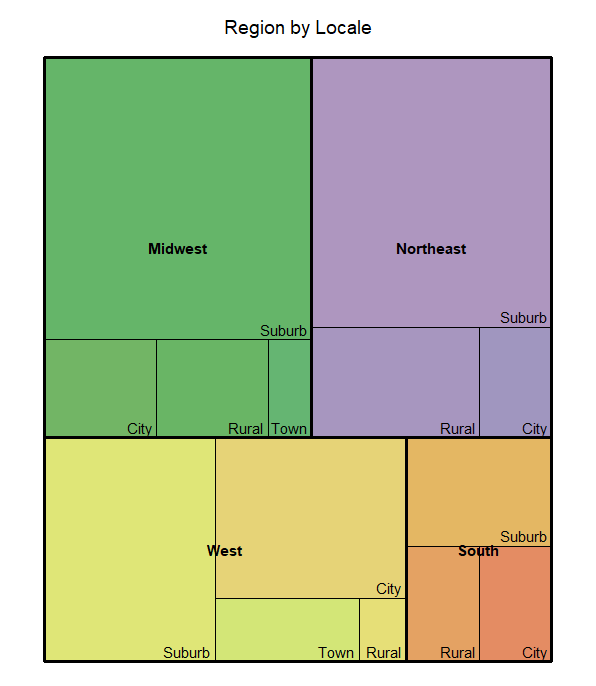 Region by Locale
Midwest
Northeast
Suburb
Suburb
City
Rural
Town
Rural
City
West
South
Suburb
City
Suburb
Town
Rural
Rural
City